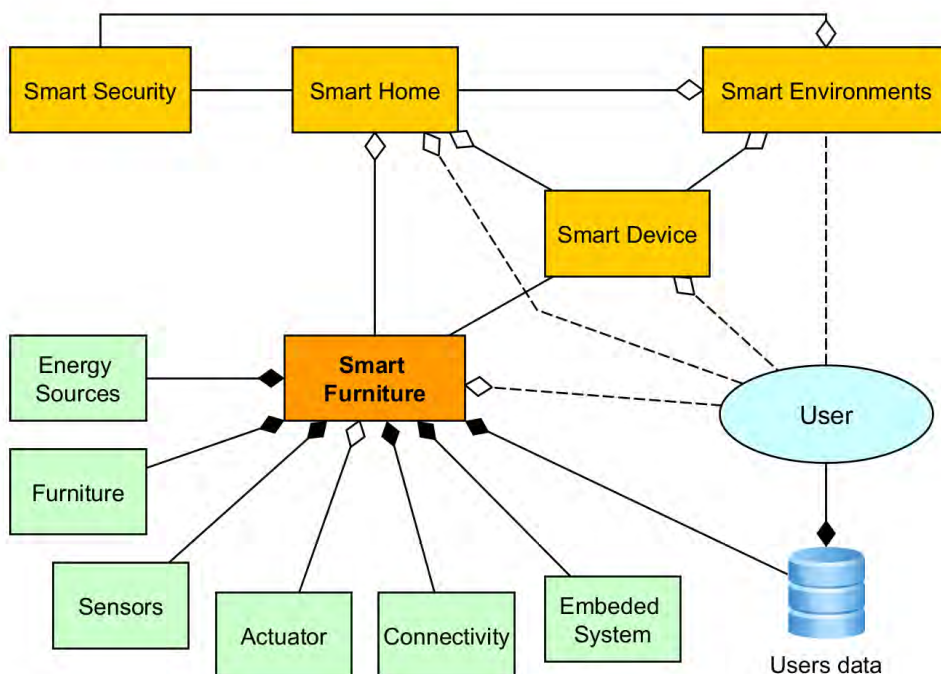 Smart Security
Smart Home
Smart Environments
Smart Device
Energy
Sources
Smart
Furniture
User
Furniture
Sensors
Actuator
Connectivity
Embeded
System
Users data